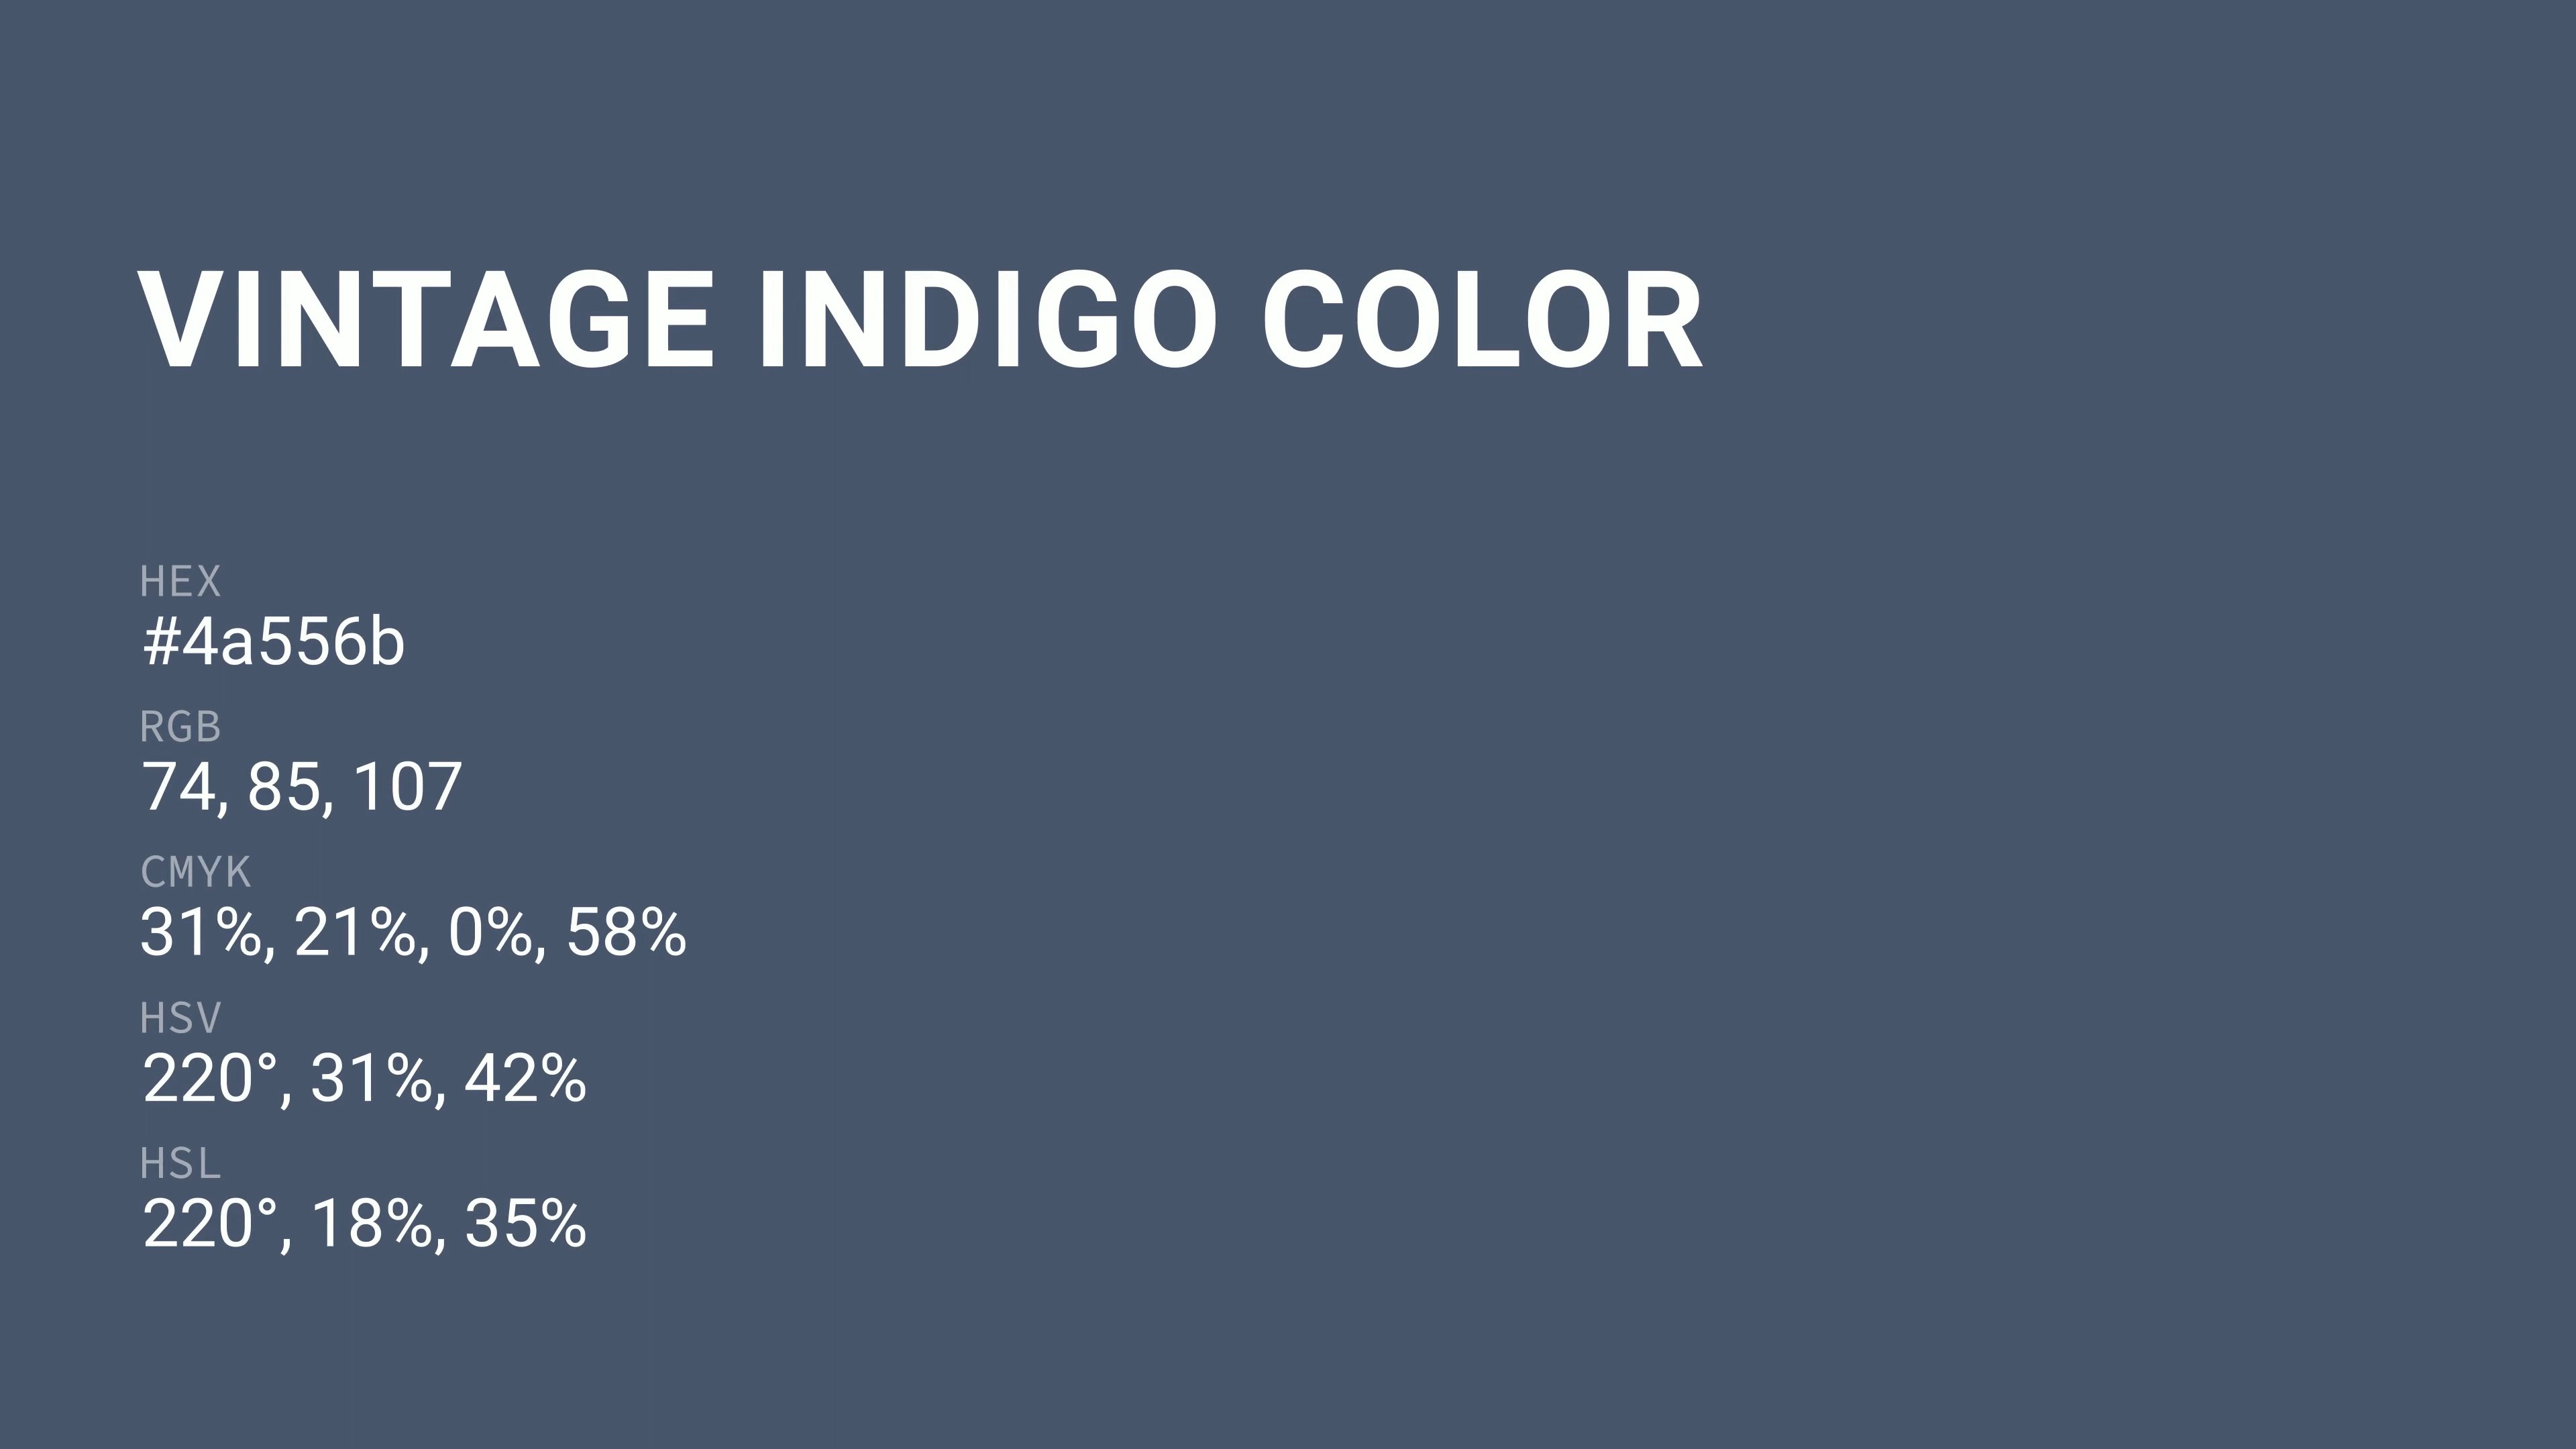 VINTAGE INDIGO COLOR
HEX
#4a556b
RGB
74, 85, 107
CMYK
31%, 21%, 0%, 58%
HSV
220°, 31%, 42%
HSL
220°, 18%, 35%